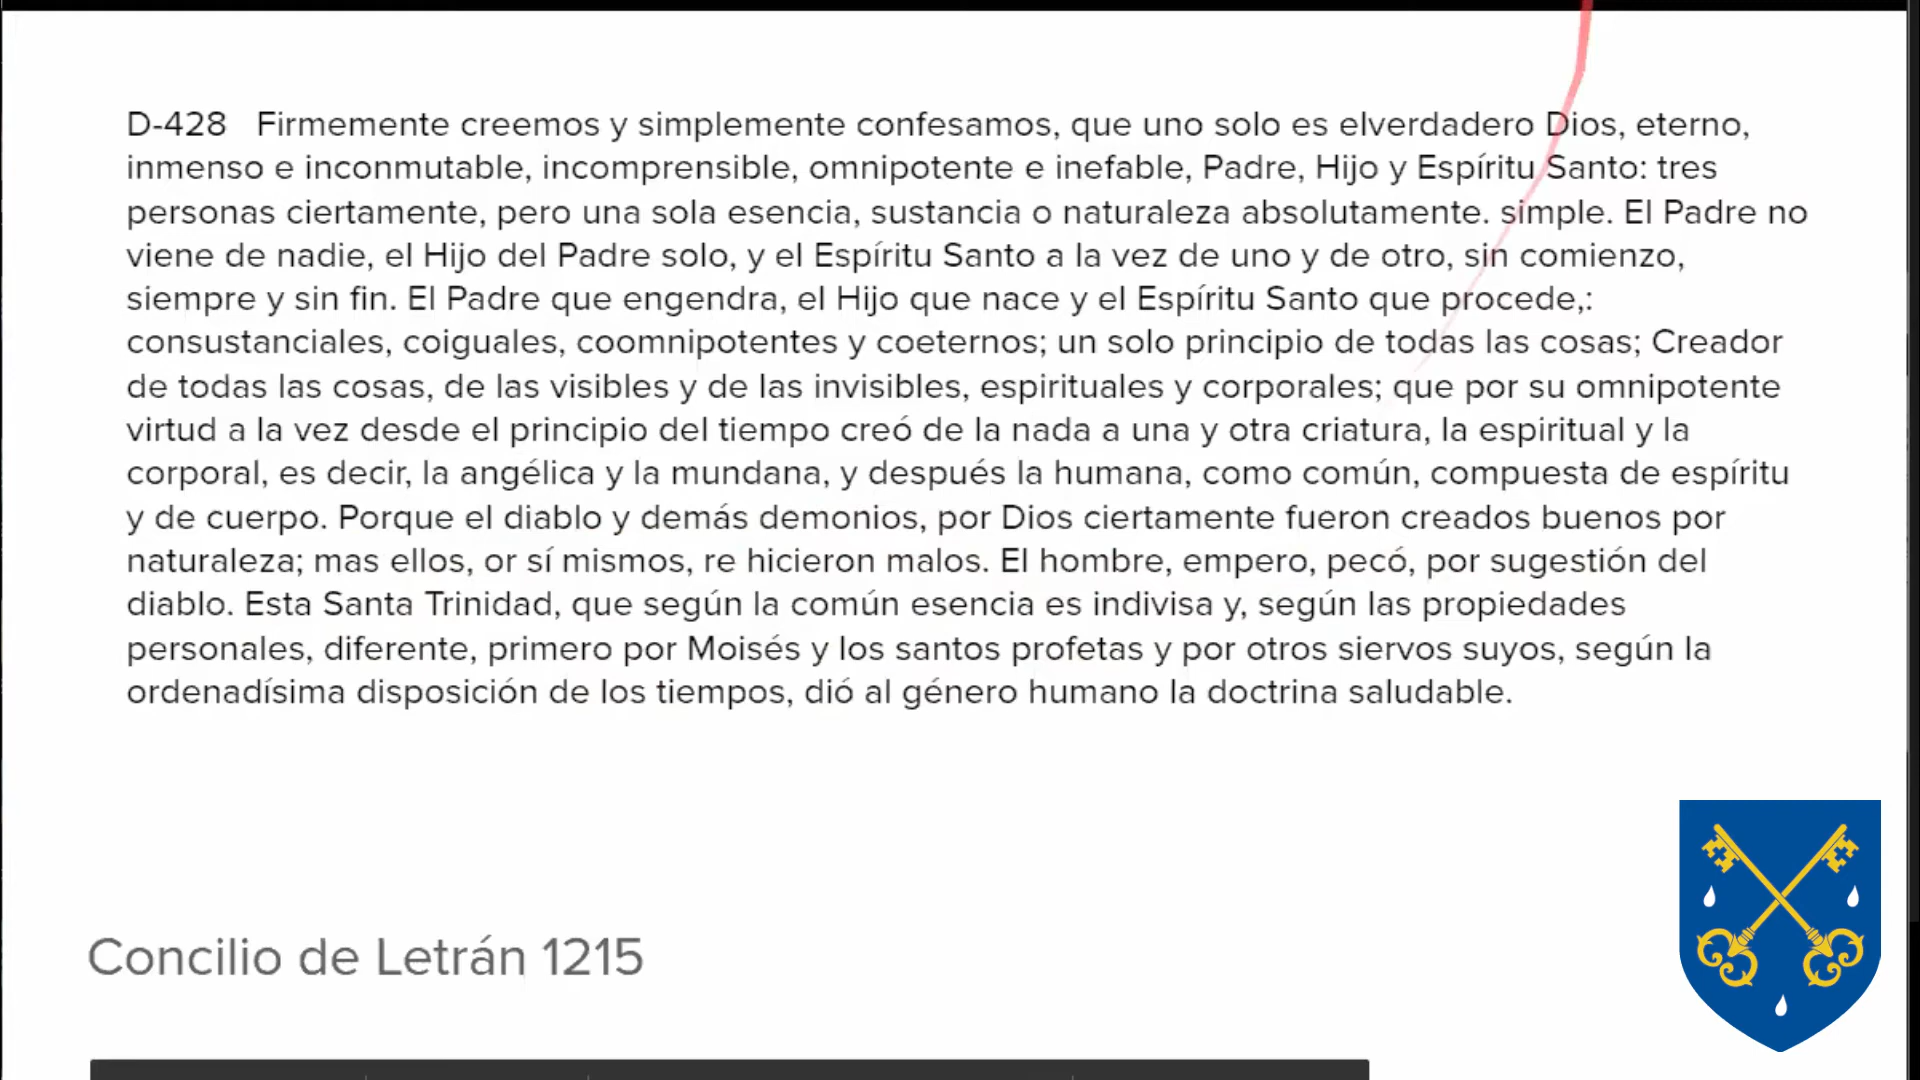 D-428 Firmemente creemos y simplemente confesamos, que uno solo es elverdadero Dios, eterno,
inmenso e inconmutable, incomprensible, omnipotente e inefable, Padre, Hijo y Espíritu Santo: tres
personas ciertamente, pero una sola esencia, sustancia o naturaleza absolutamente. simple. El Padre no
viene de nadie, el Hijo del Padre solo, y el Espíritu Santo a la vez de uno y de otro, sin comienzo,
siempre y sin fin. El Padre que engendra, el Hijo que nace y el Espíritu Santo que procede,:
consustanciales, coiguales, coomnipotentes y coeternos; un solo principio de todas las cosas; Creador
de todas las cosas, de las visibles y de las invisibles, espirituales y corporales; que por su omnipotente
virtud a la vez desde el principio del tiempo creó de la nada a una y otra criatura, la espiritual y la
corporal, es decir, la angélica y la mundana, y después la humana, como común, compuesta de espíritu
y de cuerpo. Porque el diablo y demás demonios, por Dios ciertamente fueron creados buenos por
naturaleza; mas ellos, or sí mismos, re hicieron malos. El hombre, empero, pecó, por sugestión del
diablo. Esta Santa Trinidad, que según la común esencia es indivisa y, según las propiedades
personales, diferente, primero por Moisés y los santos profetas y por otros siervos suyos, según la
ordenadísima disposición de los tiempos, dió al género humano la doctrina saludable.
Concilio de Letrán 1215